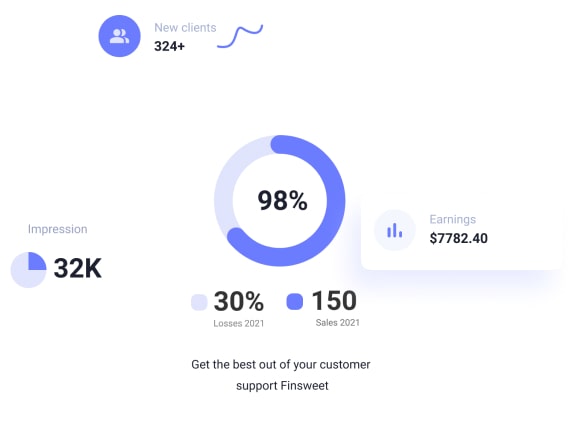 New clients
324+
98%
Earnings
$7782.40
Impression
32K
30%
Losses 2021
150
Sales 2021
Get the best out of your customer
support Finsweet